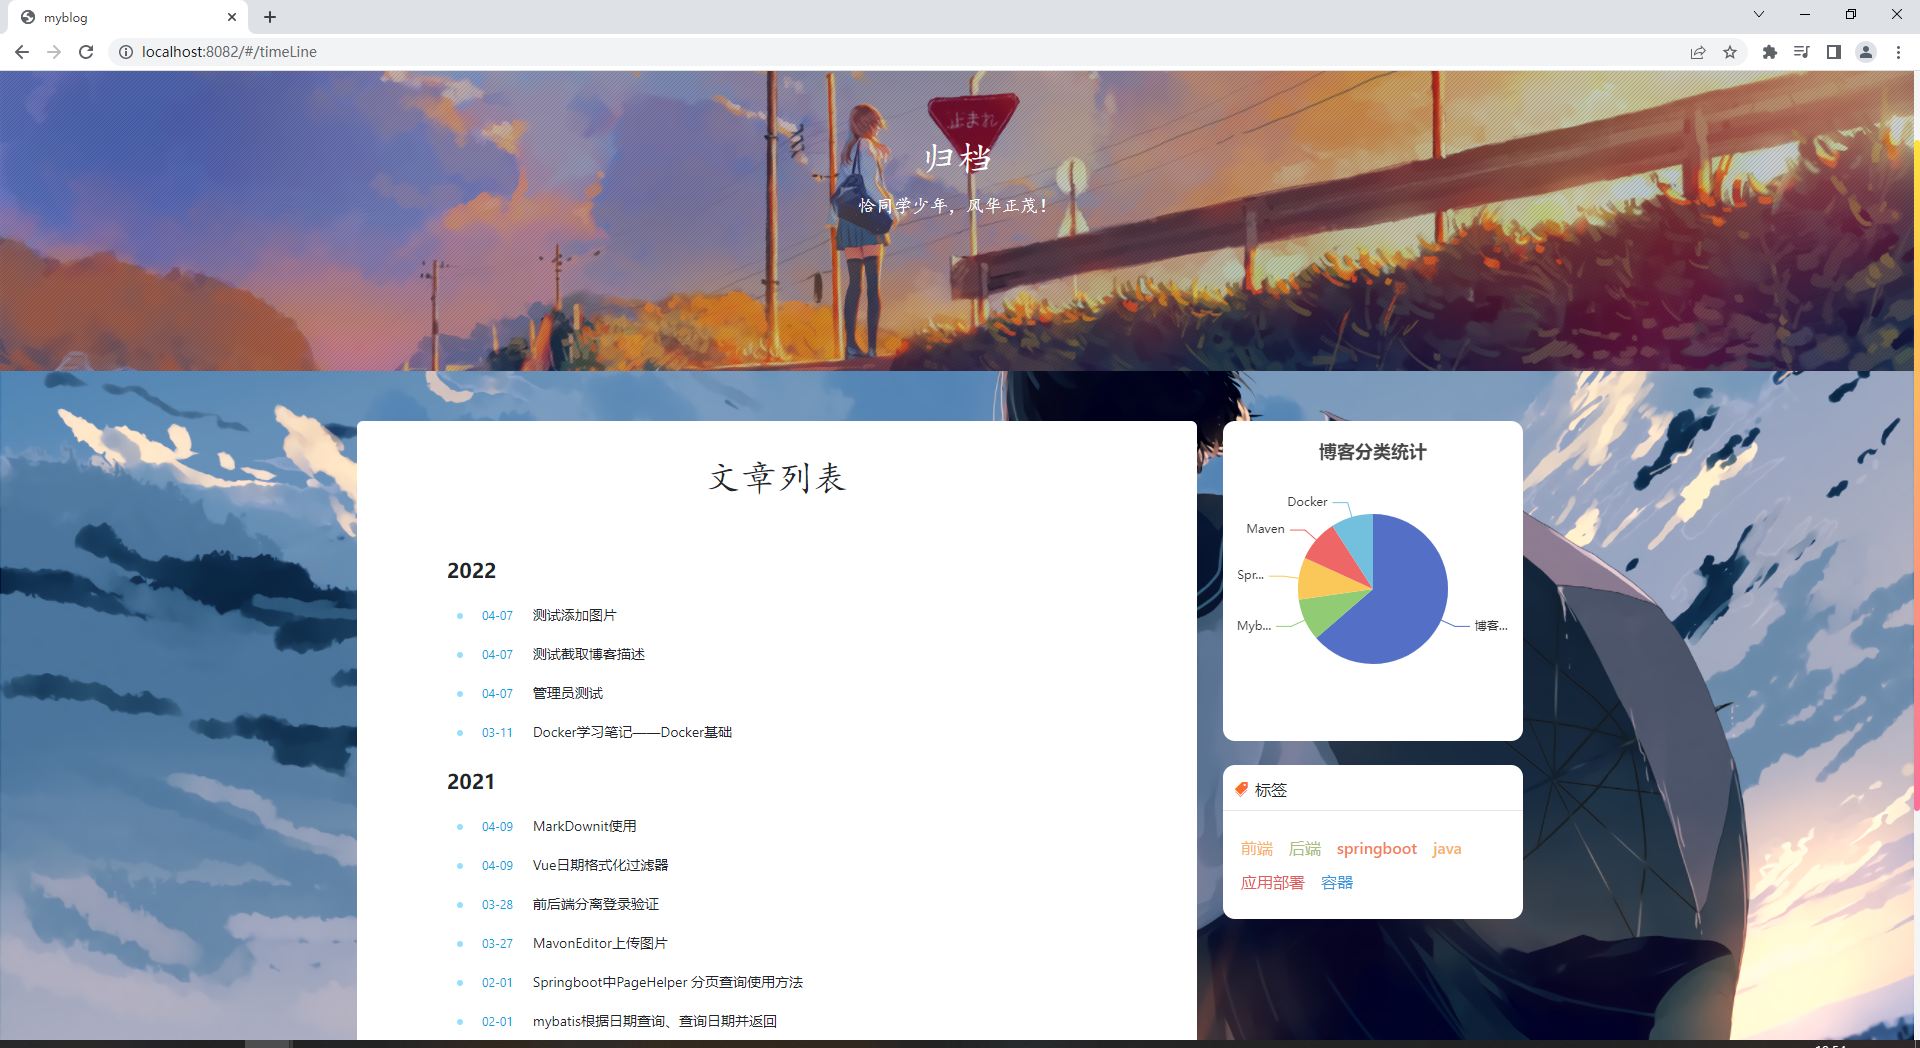 myblog
localhost:8082/#/timeLine
止まれ
归档
恰同学少年，风华正茂！
文章列表
2022
04-07 测试添加图片
04-07 测试截取博客描述
04-07 管理员测试
03-11 Docker学习笔记——Docker基础
2021
04-09 MarkDownit使用
04-09 Vue日期格式化过滤器
03-28 前后端分离登录验证
03-27 MavonEditor上传图片
02-01 Springboot中PageHelper 分页查询使用方法
02-01 mybatis根据日期查询、查询日期并返回
博客分类统计
Docker
Maven
Spr...
Myb...
博客...
标签
前端 后端 springboot java
应用部署 容器